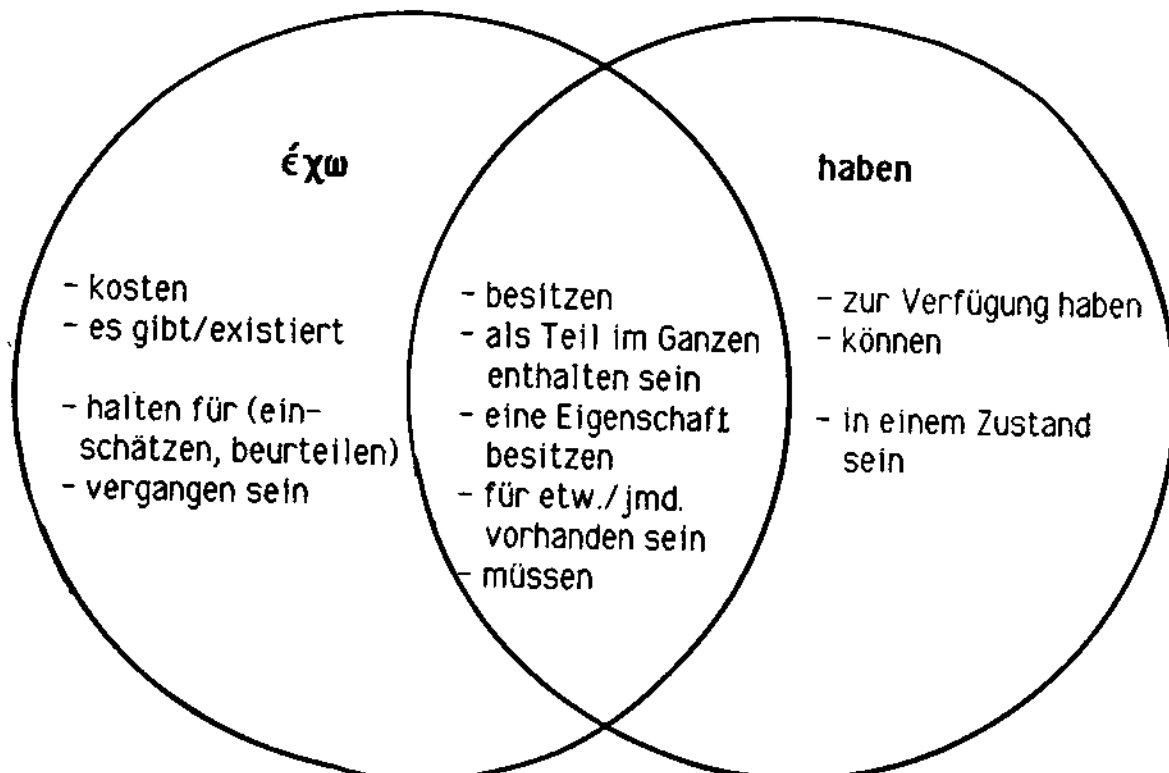 έχω
- kosten
- es gibt/existiert
- halten für (ein-
schätzen, beurteilen)
- vergangen sein
- besitzen
- als Teil im Ganzen
enthalten sein
- eine Eigenschaft
besitzen
- für etw./jmd.
vorhanden sein
- müssen
haben
- zur Verfügung haben
- können
- in einem Zustand
sein